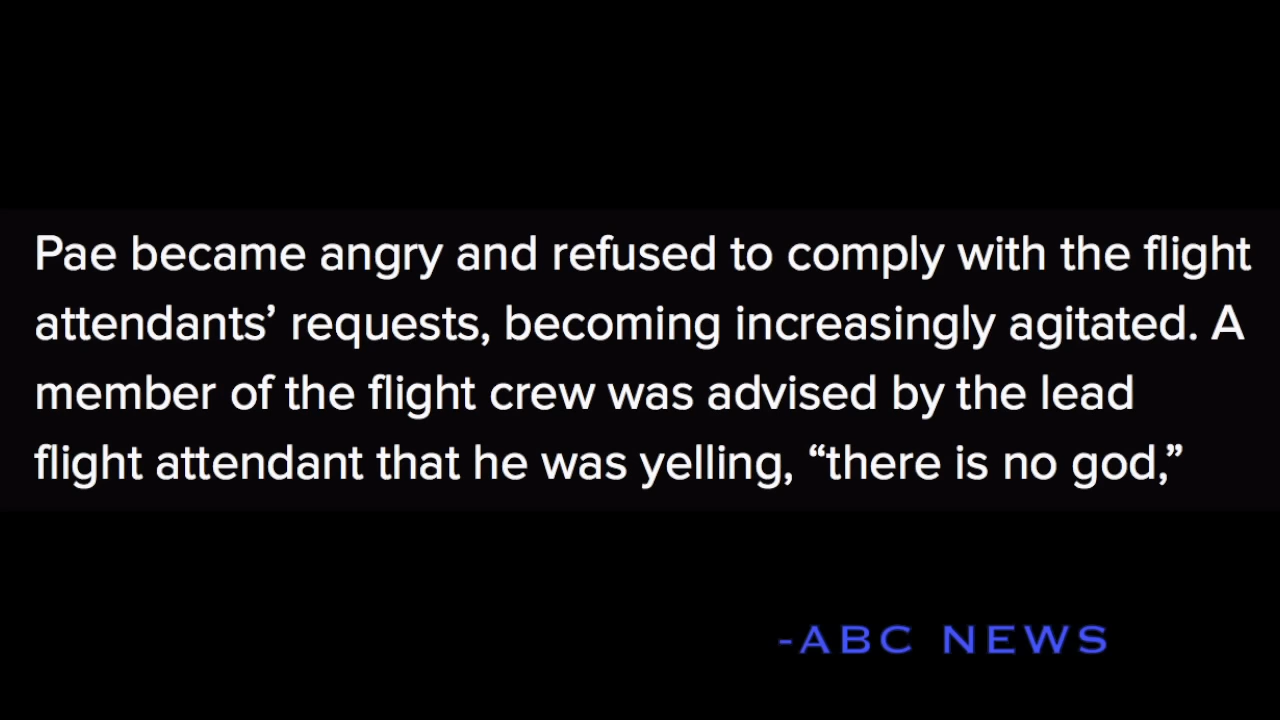 Pae became angry and refused to comply with the flight
attendants’ requests, becoming increasingly agitated. A
member of the flight crew was advised by the lead
flight attendant that he was yelling, “there is no god,”
-ABC NEWS